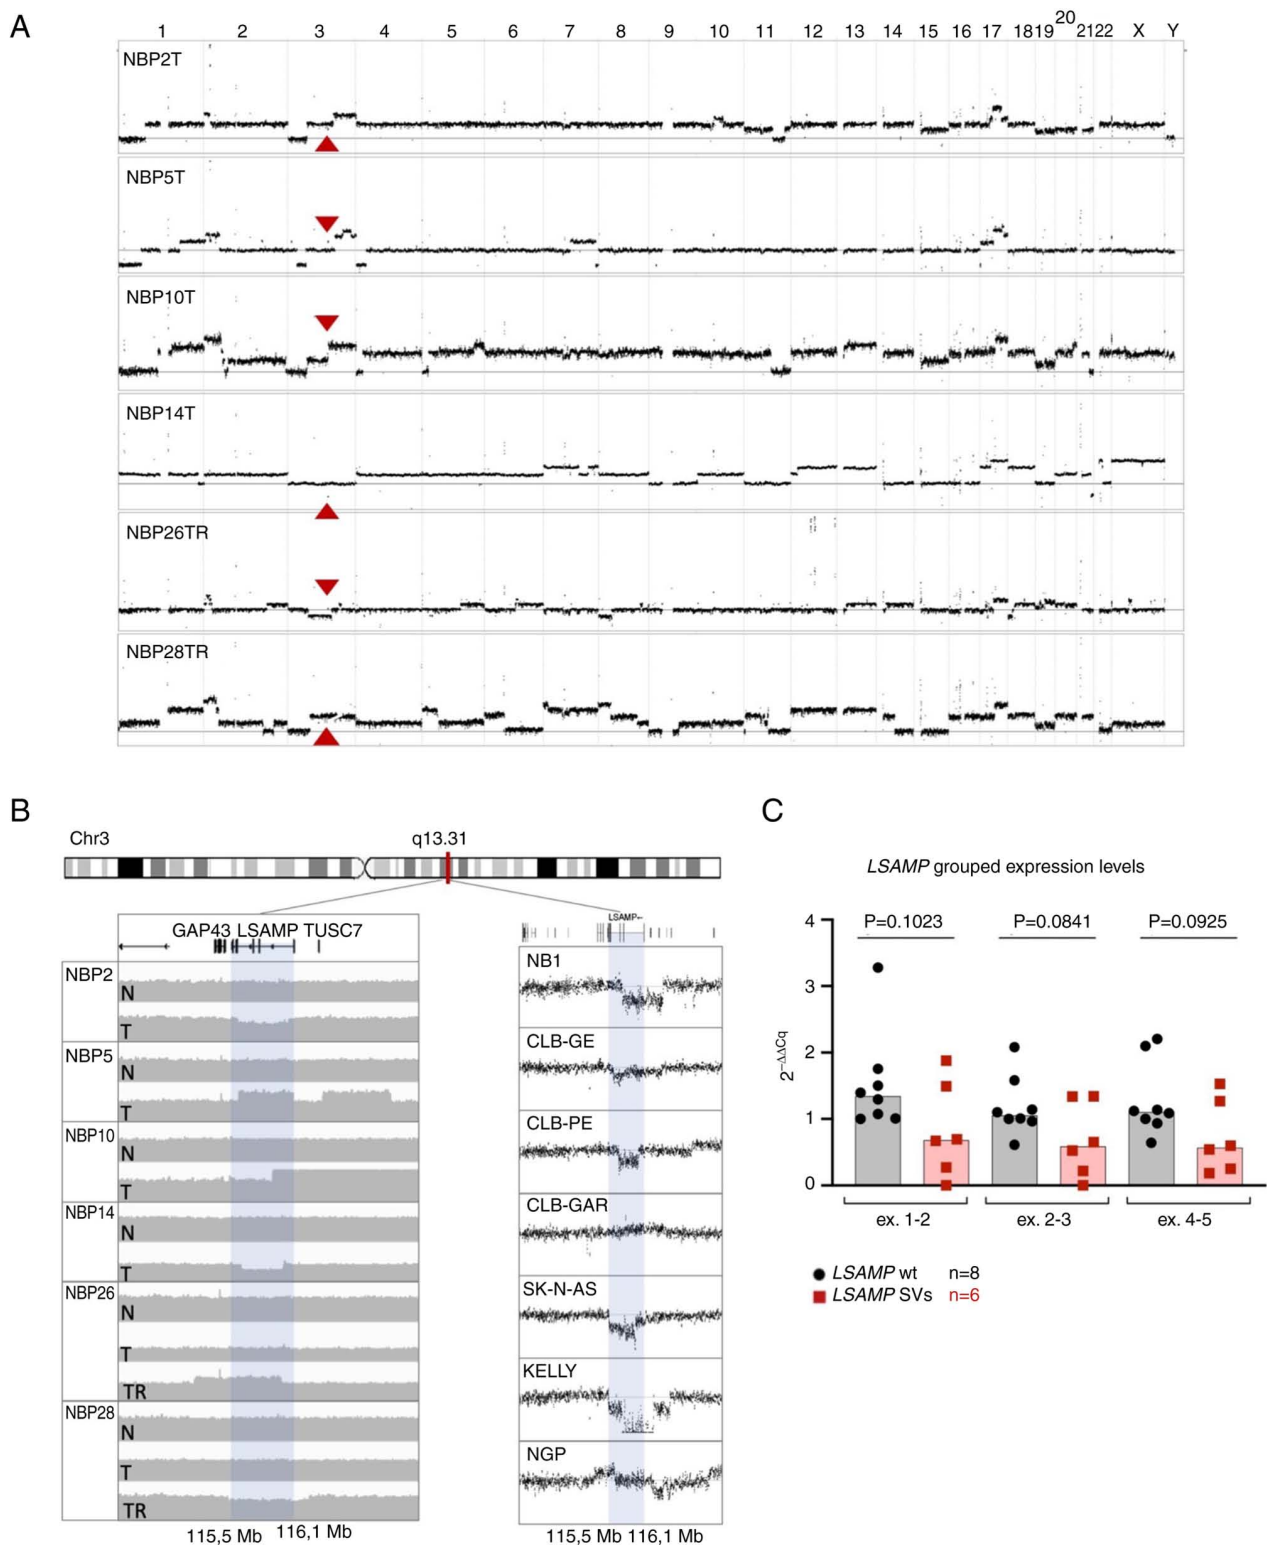 A
1 2 3 4 5 6 7 8 9 10 11 12 13 14 15 16 17 18 19 20 21 22 X Y
NBP2T
NBP5T
NBP10T
NBP14T
NBP26TR
NBP28TR
B
Chr3
q13.31
GAP43 LSAMP TUSC7
NBP2
N
T
NBP5
N
T
NBP10
N
T
NBP14
N
T
NBP26
N
T
TR
NBP28
N
T
TR
115,5 Mb 116,1 Mb
LSAMP
NB1
CLB-GE
CLB-PE
CLB-GAR
SK-N-AS
KELLY
NGP
115,5 Mb 116,1 Mb
C
LSAMP grouped expression levels
P=0.1023 P=0.0841 P=0.0925
4
3
2
1
0
2−ΔΔCq
ex. 1-2 ex. 2-3 ex. 4-5
LSAMP wt n=8
LSAMP SVs n=6